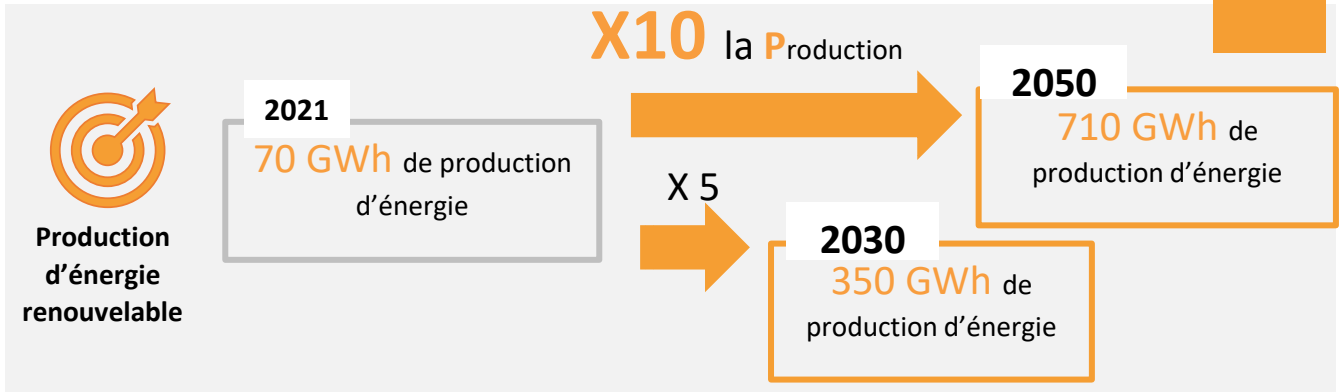 X10 la Production
2021
70 GWh de production
d’énergie
2050
710 GWh de
production d’énergie
X 5
2030
350 GWh de
production d’énergie
Production
d’énergie
renouvelable